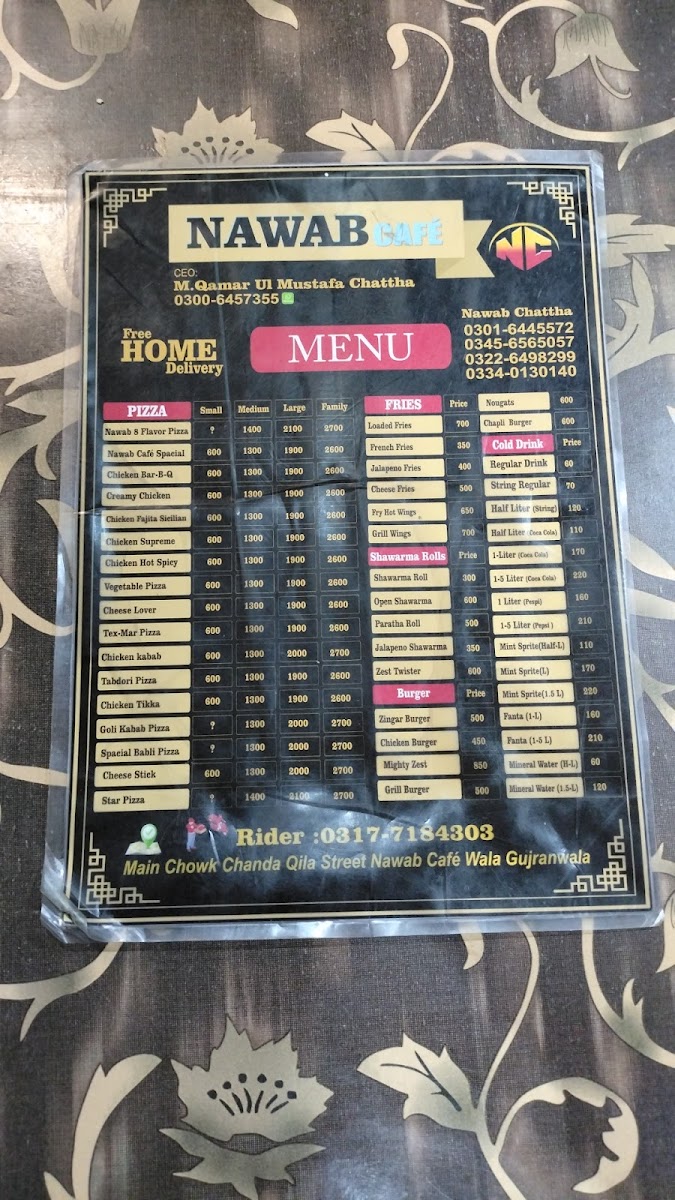 NAWAB CAFÉ
NC
CEO:
M.Qamar Ul Mustafa Chattha
0300-6457355
Nawab Chattha
0301-6445572
0345-6565057
0322-6498299
0334-0130140
Free
HOME
Delivery
MENU
PIZZA Small Medium Large Family
Nawab 8 Flavor Pizza ? 1400 2100 2700
Nawab Café Spacial 600 1300 1900 2600
Chicken Bar-B-Q 600 1300 1900 2600
Creamy Chicken 600 1300 1900 2600
Chicken Fajita Sicilian 600 1300 1900 2600
Chicken Supreme 600 1300 1900 2600
Chicken Hot Spicy 600 1300 1900 2600
Vegetable Pizza 600 1300 1900 2600
Cheese Lover 600 1300 1900 2600
Tex-Mar Pizza 600 1300 1900 2600
Chicken kabab 600 1300 2000 2700
Tabdori Pizza 600 1300 1900 2600
Chicken Tikka 600 1300 1900 2600
Goli Kabab Pizza ? 1300 2000 2700
Spacial Babli Pizza ? 1300 2000 2700
Cheese Stick 600 1300 2000 2700
Star Pizza ? 1400 2100 2700
FRIES Price
Loaded Fries 700
French Fries 350
Jalapeno Fries 400
Cheese Fries 500
Fry Hot Wings 650
Grill Wings 700
Shawarma Rolls Price
Shawarma Roll 300
Open Shawarma 600
Paratha Roll 500
Jalapeno Shawarma 350
Zest Twister 600
Burger Price
Zingar Burger 500
Chicken Burger 450
Mighty Zest 850
Grill Burger 500
Nougats 600
Chapli Burger 600
Cold Drink Price
Regular Drink 60
String Regular 70
Half Liter (String) 120
Half Liter (Coca Cola) 110
1-Liter (Coca Cola) 170
1-5 Liter (Coca Cola) 220
1 Liter (Pespi) 160
1-5 Liter (Pepsi) 210
Mint Sprite(Half-L) 110
Mint Sprite(L) 170
Mint Sprite(1.5 L) 220
Fanta (1-L) 160
Fanta (1-5 L) 210
Mineral Water (H-L) 60
Mineral Water (1.5-L) 120
Rider :0317-7184303
Main Chowk Chanda Qila Street Nawab Café Wala Gujranwala